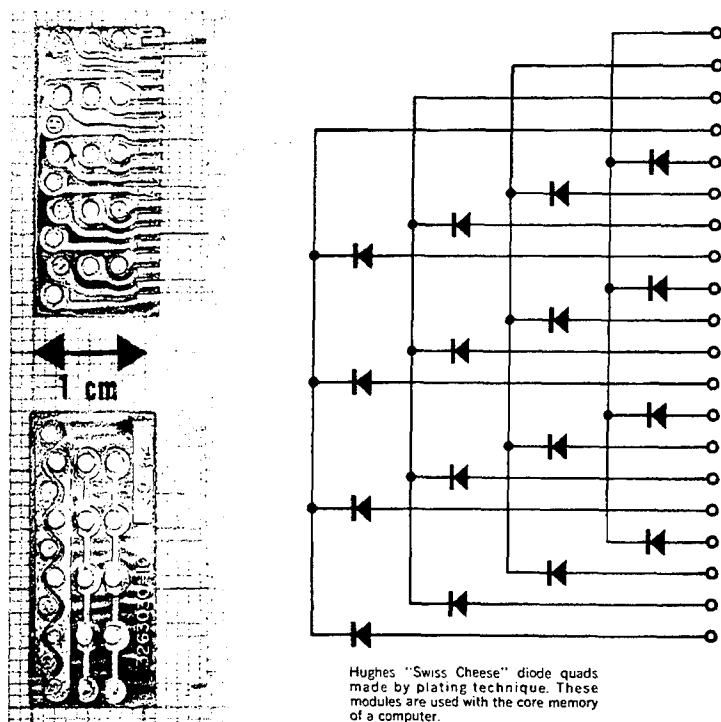 1 cm
Hughes "Swiss Cheese" diode quads
made by plating technique. These
modules are used with the core memory
of a computer.